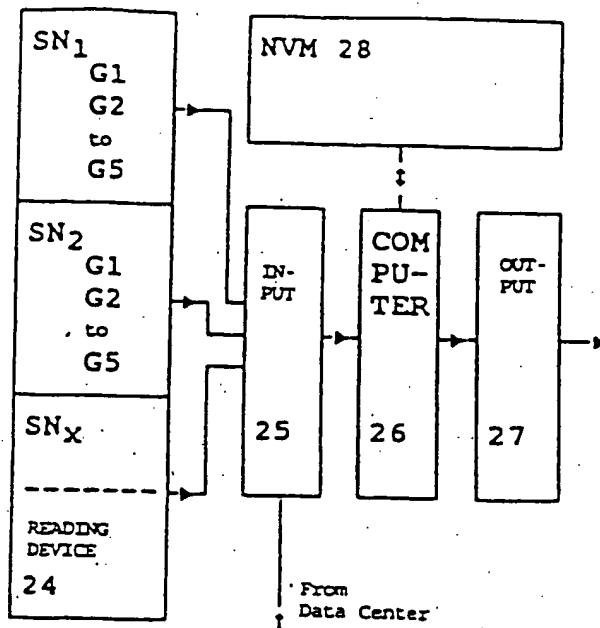 SN1
G1
G2
to
G5
SN2
G1
G2
to
G5
SNX
READING
DEVICE
24
NVM 28
IN-
PUT
25
COM
PU-
TER
26
OUT-
PUT
27
From
Data Center